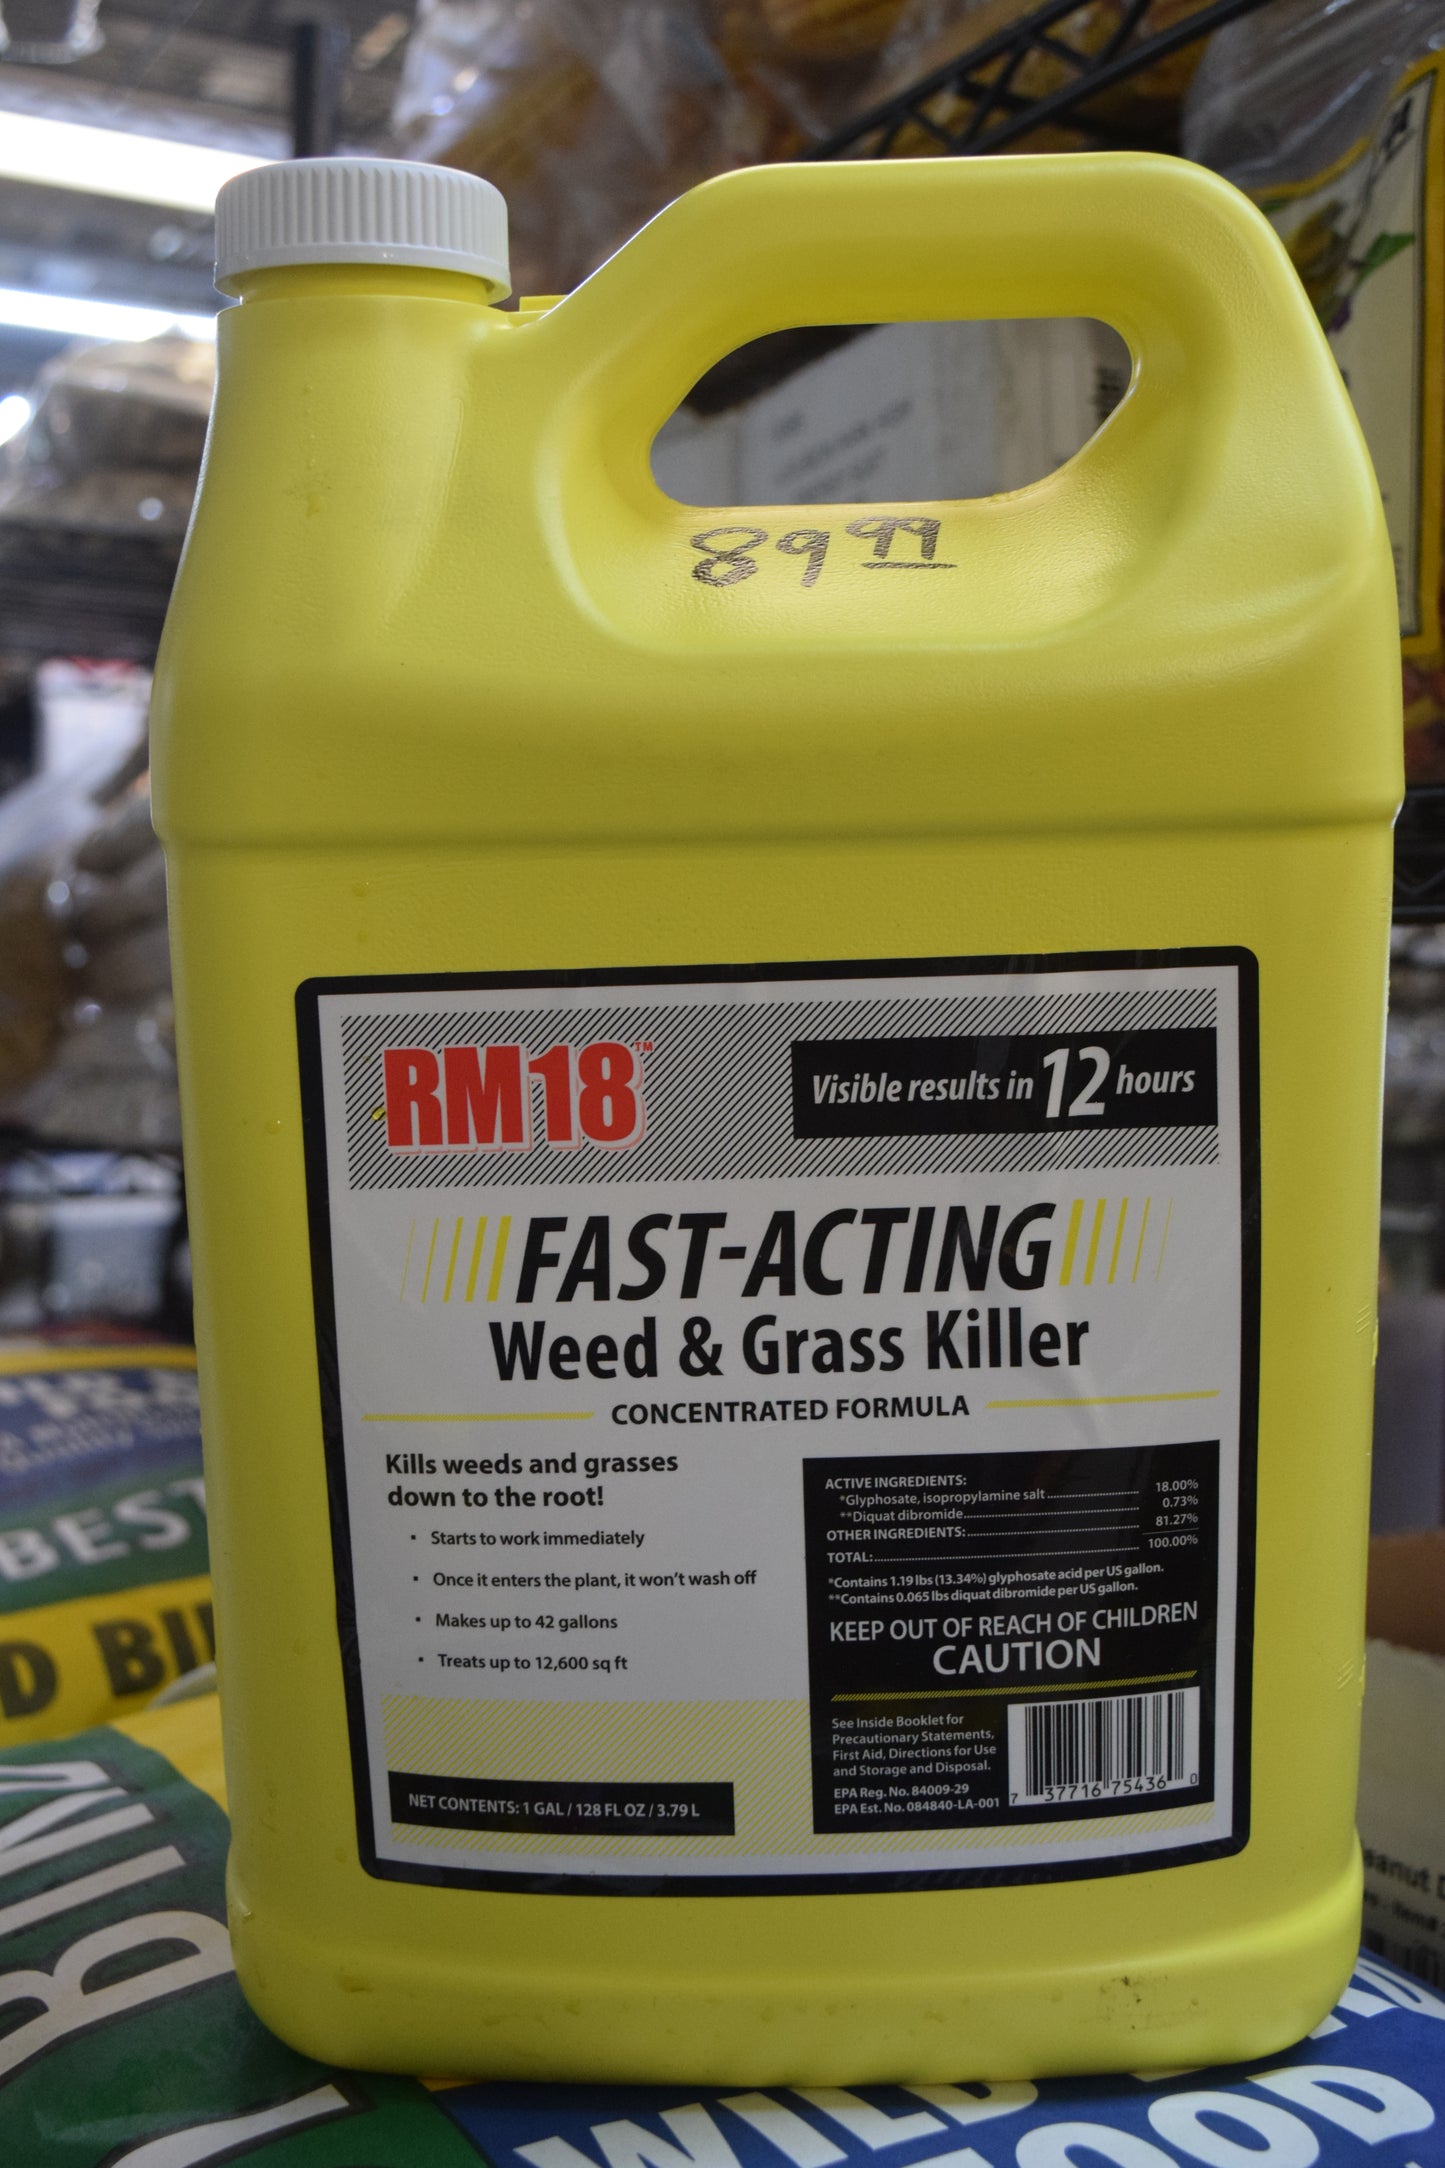 89 99
RM18™
Visible results in 12 hours
FAST-ACTING
Weed & Grass Killer
CONCENTRATED FORMULA
Kills weeds and grasses
down to the root!
• Starts to work immediately
• Once it enters the plant, it won't wash off
• Makes up to 42 gallons
• Treats up to 12,600 sq ft
NET CONTENTS: 1 GAL / 128 FL OZ / 3.79 L
ACTIVE INGREDIENTS:
*Glyphosate, isopropylamine salt 18.00%
**Diquat dibromide 0.73%
OTHER INGREDIENTS: 81.27%
TOTAL: 100.00%
*Contains 1.19 lbs (13.34%) glyphosate acid per US gallon.
**Contains 0.065 lbs diquat dibromide per US gallon.
KEEP OUT OF REACH OF CHILDREN
CAUTION
See Inside Booklet for
Precautionary Statements,
First Aid, Directions for Use
and Storage and Disposal.
EPA Reg. No. 84009-29
EPA Est. No. 084840-LA-001
7 37716 75436 0
BEST
D BI
BIN
WILD
FOOD